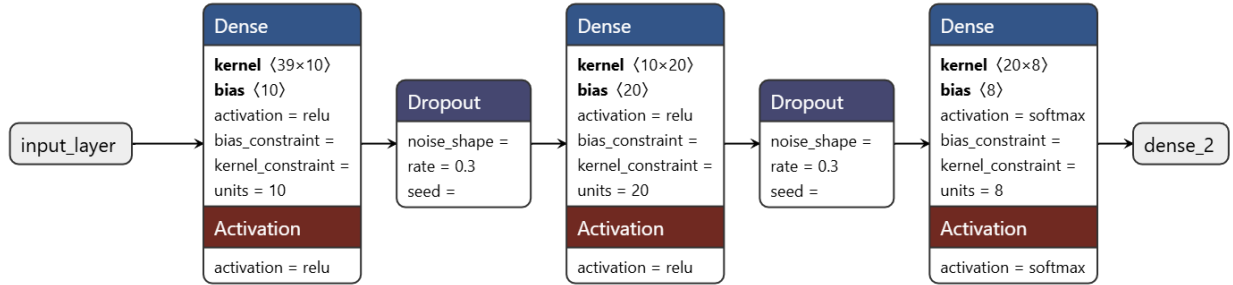 input_layer
Dense
kernel 〈39×10〉
bias 〈10〉
activation = relu
bias_constraint =
kernel_constraint =
units = 10
Activation
activation = relu
Dropout
noise_shape =
rate = 0.3
seed =
Dense
kernel 〈10×20〉
bias 〈20〉
activation = relu
bias_constraint =
kernel_constraint =
units = 20
Activation
activation = relu
Dropout
noise_shape =
rate = 0.3
seed =
Dense
kernel 〈20×8〉
bias 〈8〉
activation = softmax
bias_constraint =
kernel_constraint =
units = 8
Activation
activation = softmax
dense_2